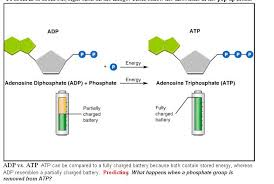 ADP
ATP
P
P
Energy
P
P
Energy
Adenosine Diphosphate (ADP) + Phosphate
Adenosine Triphosphate (ATP)
Partially
charged
battery
Fully
charged
battery
ADP vs. ATP ATP can be compared to a fully charged battery because both contain stored energy, whereas
ADP resembles a partially charged battery. Predicting What happens when a phosphate group is
removed from ATP?